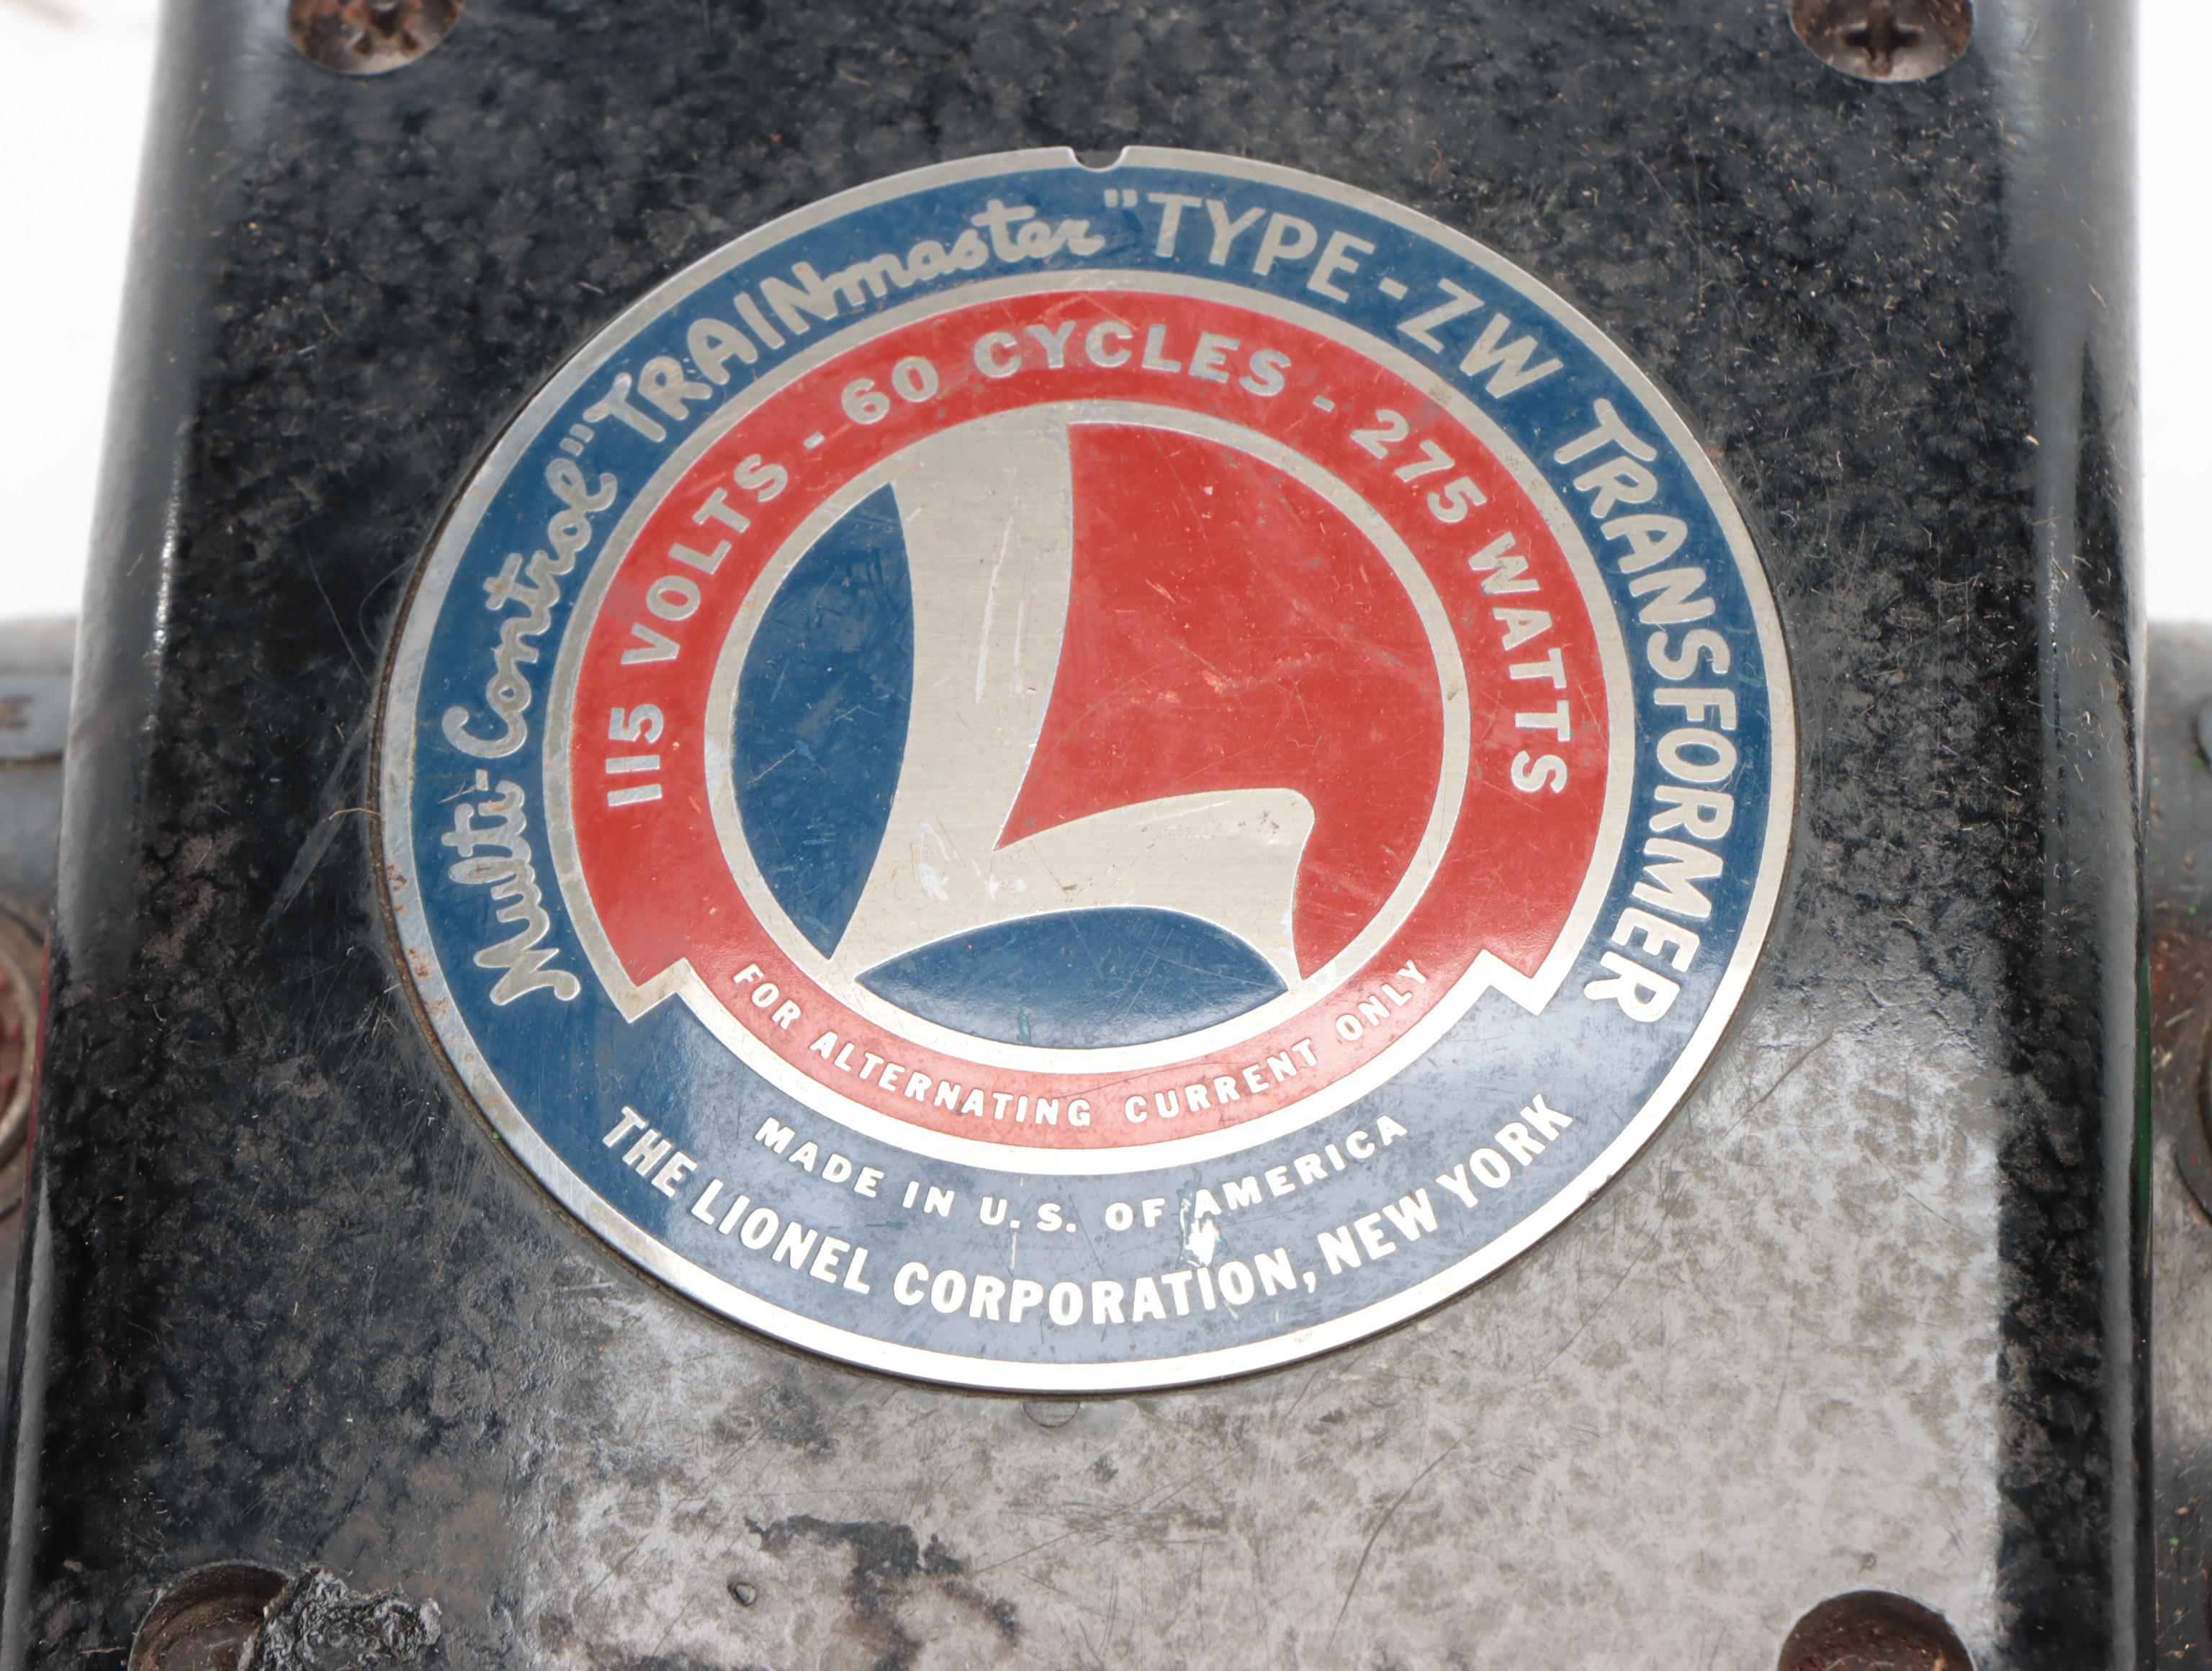 Multi-Control "TRAINmaster" TYPE-ZW TRANSFORMER
115 VOLTS - 60 CYCLES - 275 WATTS
L
FOR ALTERNATING CURRENT ONLY
MADE IN U.S. OF AMERICA
THE LIONEL CORPORATION, NEW YORK